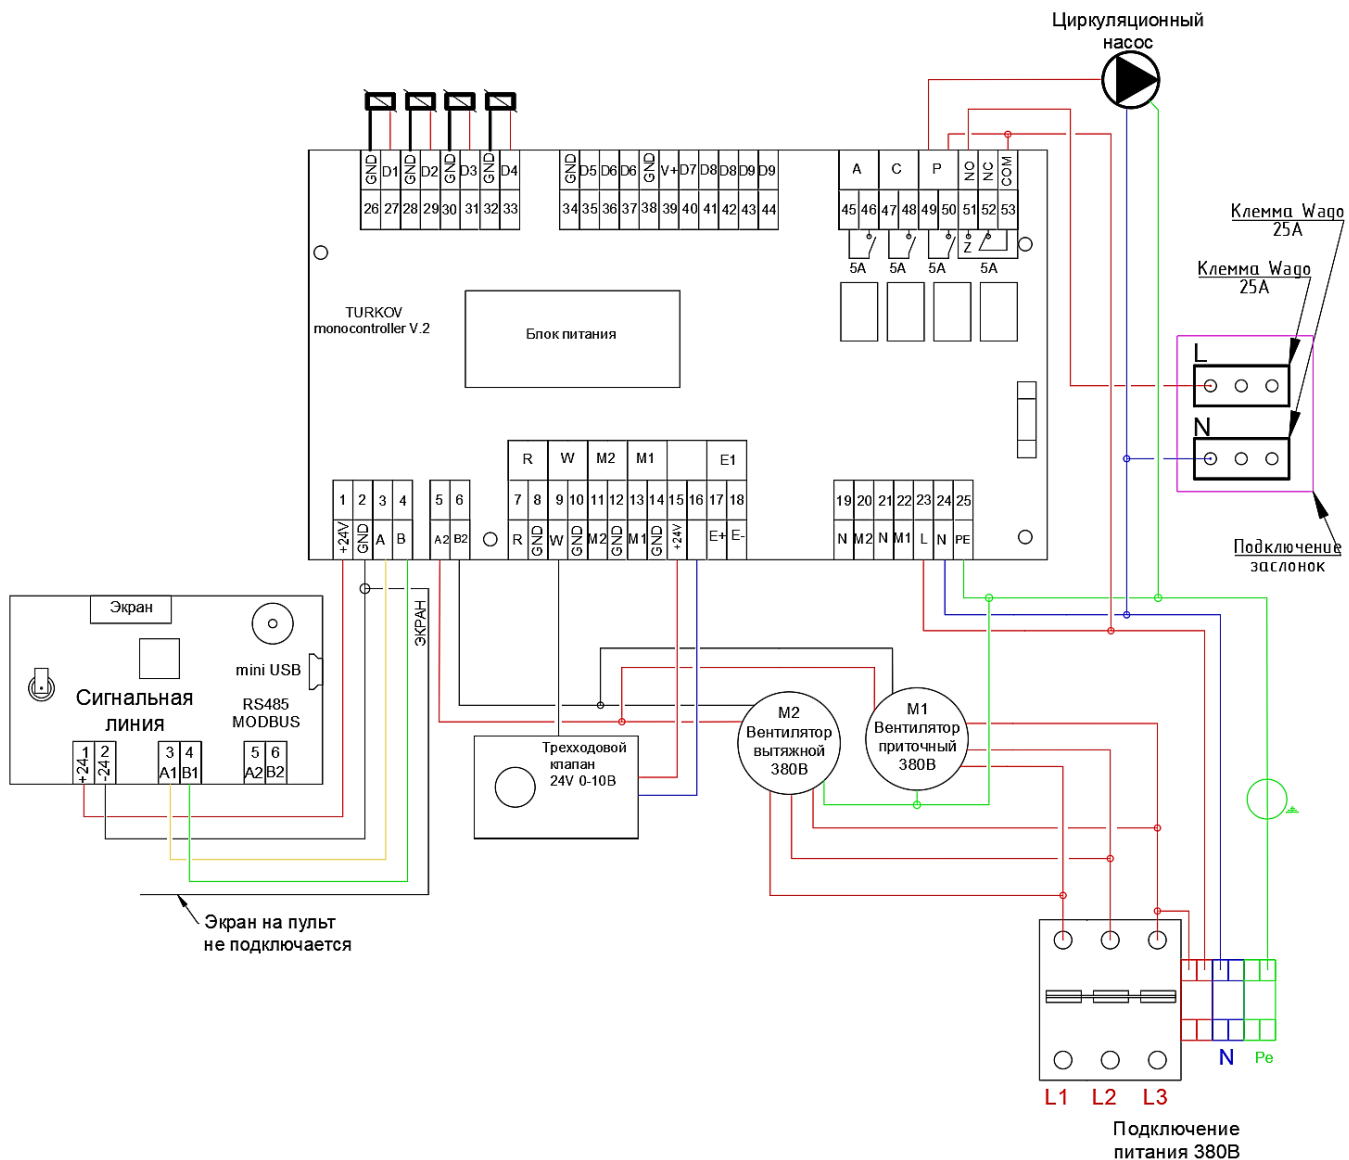 Циркуляционный
насос
GND D1 GND D2 GND D3 GND D4
26 27 28 29 30 31 32 33
GND D5 D6 D6 GND V+ D7 D8 D8 D9 D9
34 35 36 37 38 39 40 41 42 43 44
A C P NO NC COM
45 46 47 48 49 50 51 52 53
Z
5A 5A 5A 5A
Клемма Wago
25A
Клемма Wago
25A
TURKOV
monocontroller V.2
Блок питания
L
N
Подключение
заслонок
R W M2 M1 E1
1 2 3 4
+24V GND A B
5 6
A2 B2
7 8 9 10 11 12 13 14 15 16 17 18
R GND W GND M2 GND M1 GND +24V E+ E-
19 20 21 22 23 24 25
N M2 N M1 L N PE
ЭКРАН
Экран
mini USB
Сигнальная
линия
RS485
MODBUS
1 2 3 4 5 6
+24 -24 A1 B1 A2 B2
Трехходовой
клапан
24V 0-10В
M2
Вентилятор
вытяжной
380В
M1
Вентилятор
приточный
380В
Экран на пульт
не подключается
L1 L2 L3
N
Pe
Подключение
питания 380В